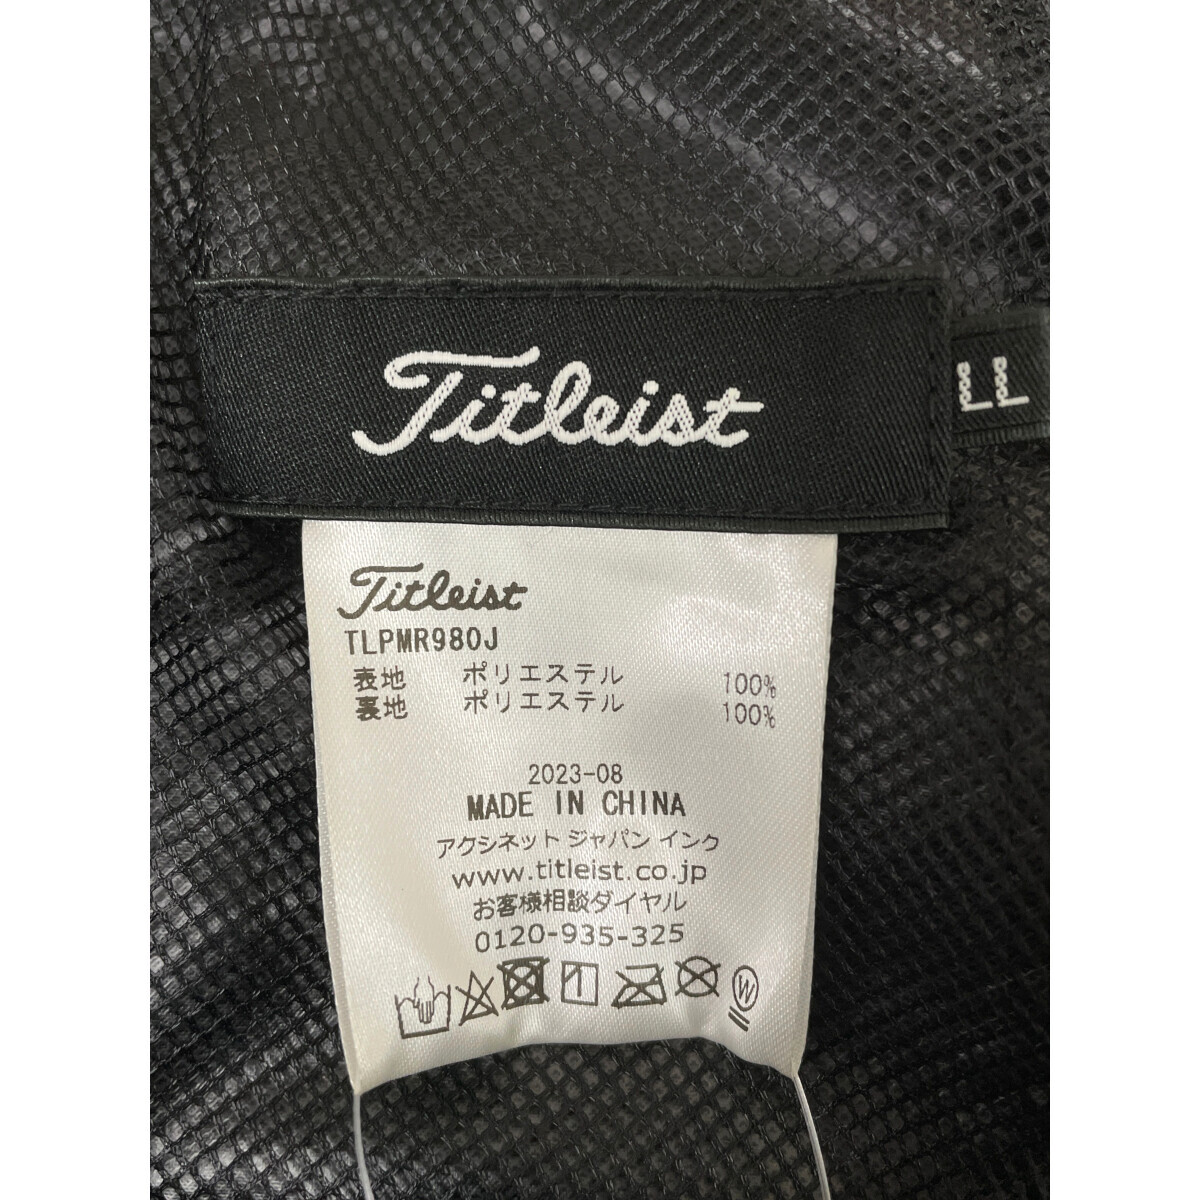 Titleist
LL
Titleist
TLPMR980J
表地 ポリエステル 100%
裏地 ポリエステル 100%
2023-08
MADE IN CHINA
アクシネット ジャパン インク
www.titleist.co.jp
お客様相談ダイヤル
0120-935-325
W